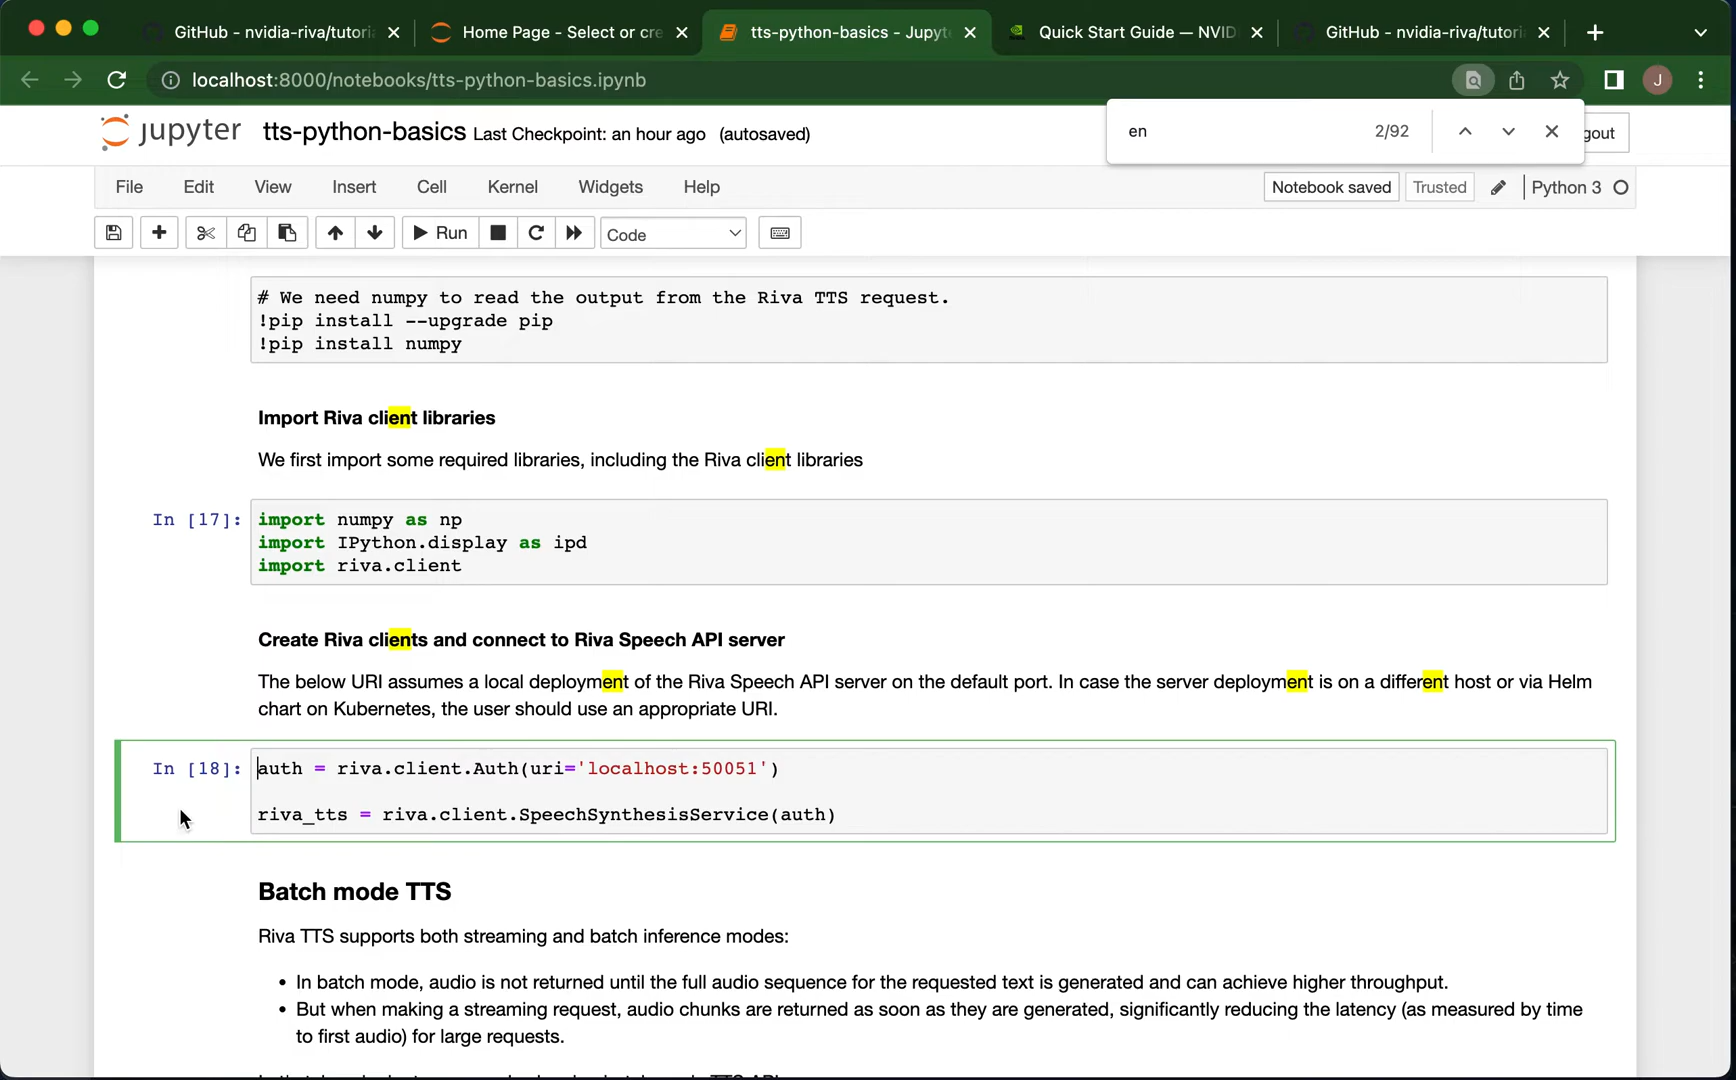 GitHub - nvidia-riva/tutori
Home Page - Select or cre
tts-python-basics - Jupyte
Quick Start Guide — NVID
GitHub - nvidia-riva/tutori
localhost:8000/notebooks/tts-python-basics.ipynb
J
jupyter tts-python-basics Last Checkpoint: an hour ago (autosaved)
en 2/92
gout
File Edit View Insert Cell Kernel Widgets Help
Notebook saved Trusted Python 3
Run Code
# We need numpy to read the output from the Riva TTS request.
!pip install --upgrade pip
!pip install numpy
Import Riva client libraries
We first import some required libraries, including the Riva client libraries
In [17]: import numpy as np
import IPython.display as ipd
import riva.client
Create Riva clients and connect to Riva Speech API server
The below URI assumes a local deployment of the Riva Speech API server on the default port. In case the server deployment is on a different host or via Helm
chart on Kubernetes, the user should use an appropriate URI.
In [18]: auth = riva.client.Auth(uri='localhost:50051')
riva_tts = riva.client.SpeechSynthesisService(auth)
Batch mode TTS
Riva TTS supports both streaming and batch inference modes:
• In batch mode, audio is not returned until the full audio sequence for the requested text is generated and can achieve higher throughput.
• But when making a streaming request, audio chunks are returned as soon as they are generated, significantly reducing the latency (as measured by time
to first audio) for large requests.